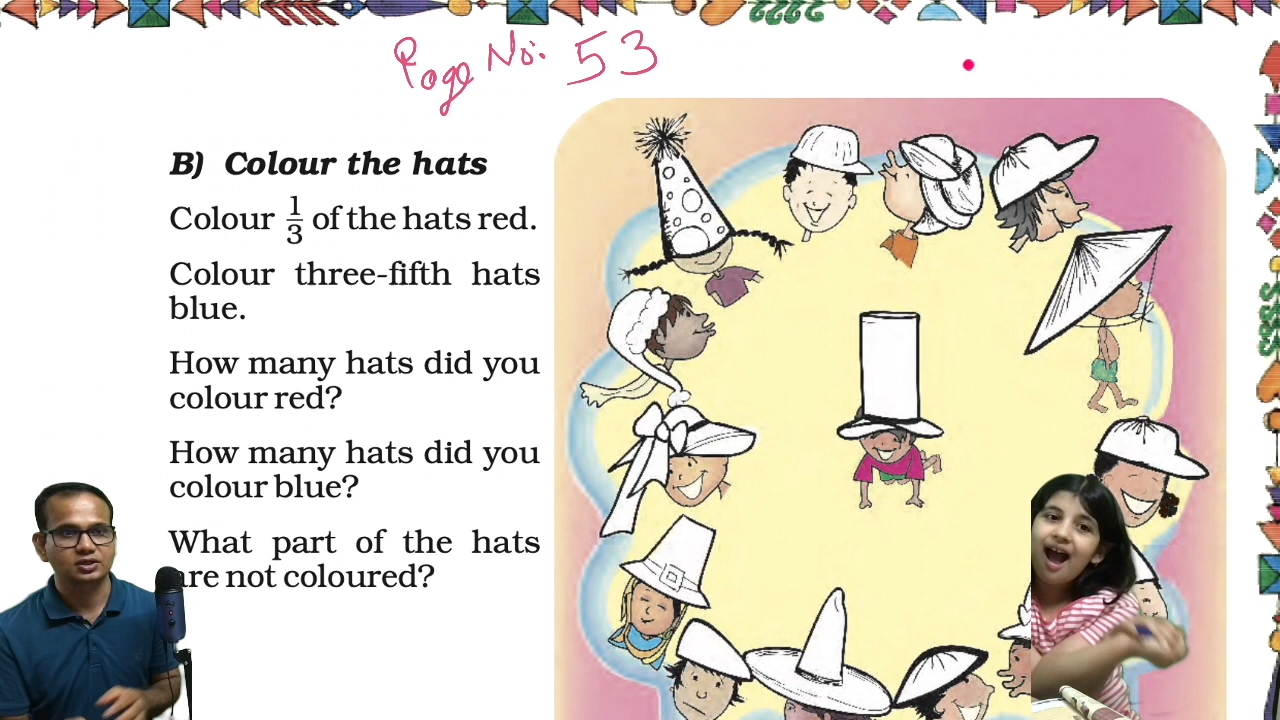 Page No: 53
B) Colour the hats
Colour 1/3 of the hats red.
Colour three-fifth hats
blue.
How many hats did you
colour red?
How many hats did you
colour blue?
What part of the hats
are not coloured?